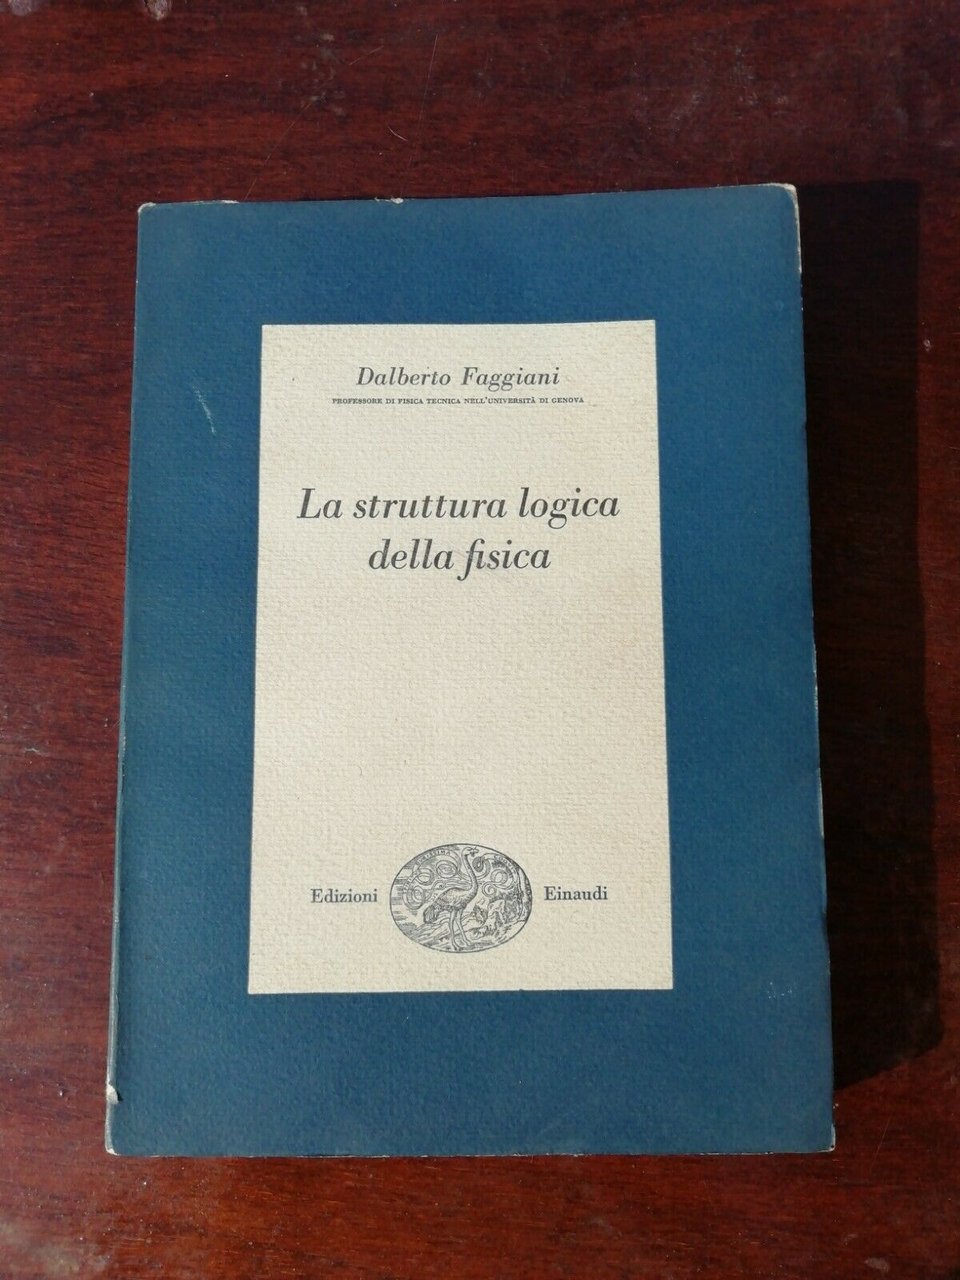 Dalberto Faggiani
PROFESSORE DI FISICA TECNICA NELL'UNIVERSITÀ DI GENOVA
La struttura logica
della fisica
Edizioni
Einaudi